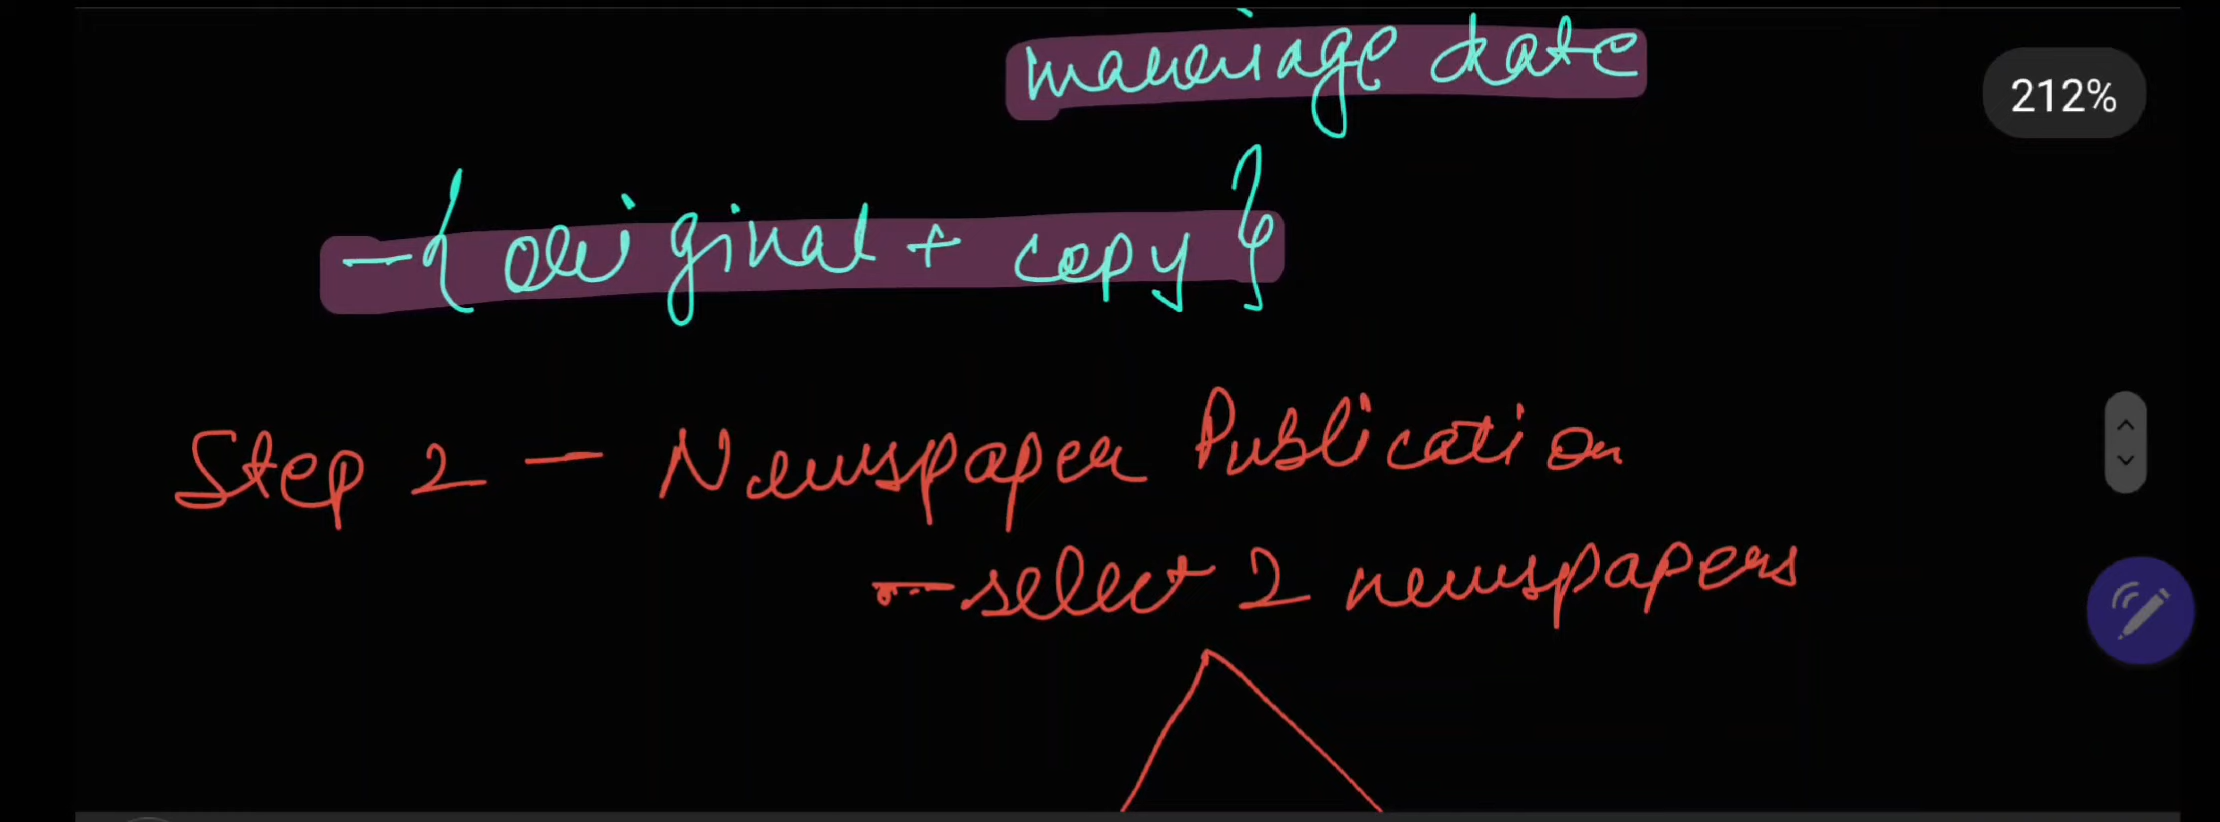 marriage date
212%
- { original + copy }
Step 2 - Newspaper Publication
- select 2 newspapers